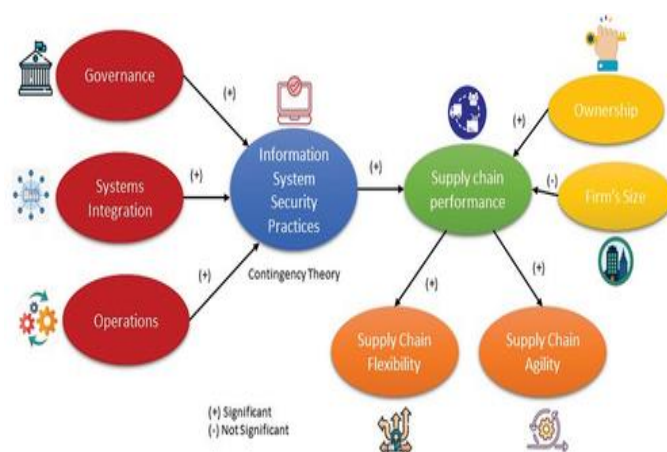 Governance
(+)
Systems
Integration
(+)
Operations
(+)
Information
System
Security
Practices
Contingency Theory
(+)
Supply chain
performance
(+)
Ownership
(-)
Firm's Size
(+)
Supply Chain
Flexibility
(+)
Supply Chain
Agility
(+) Significant
(-) Not Significant